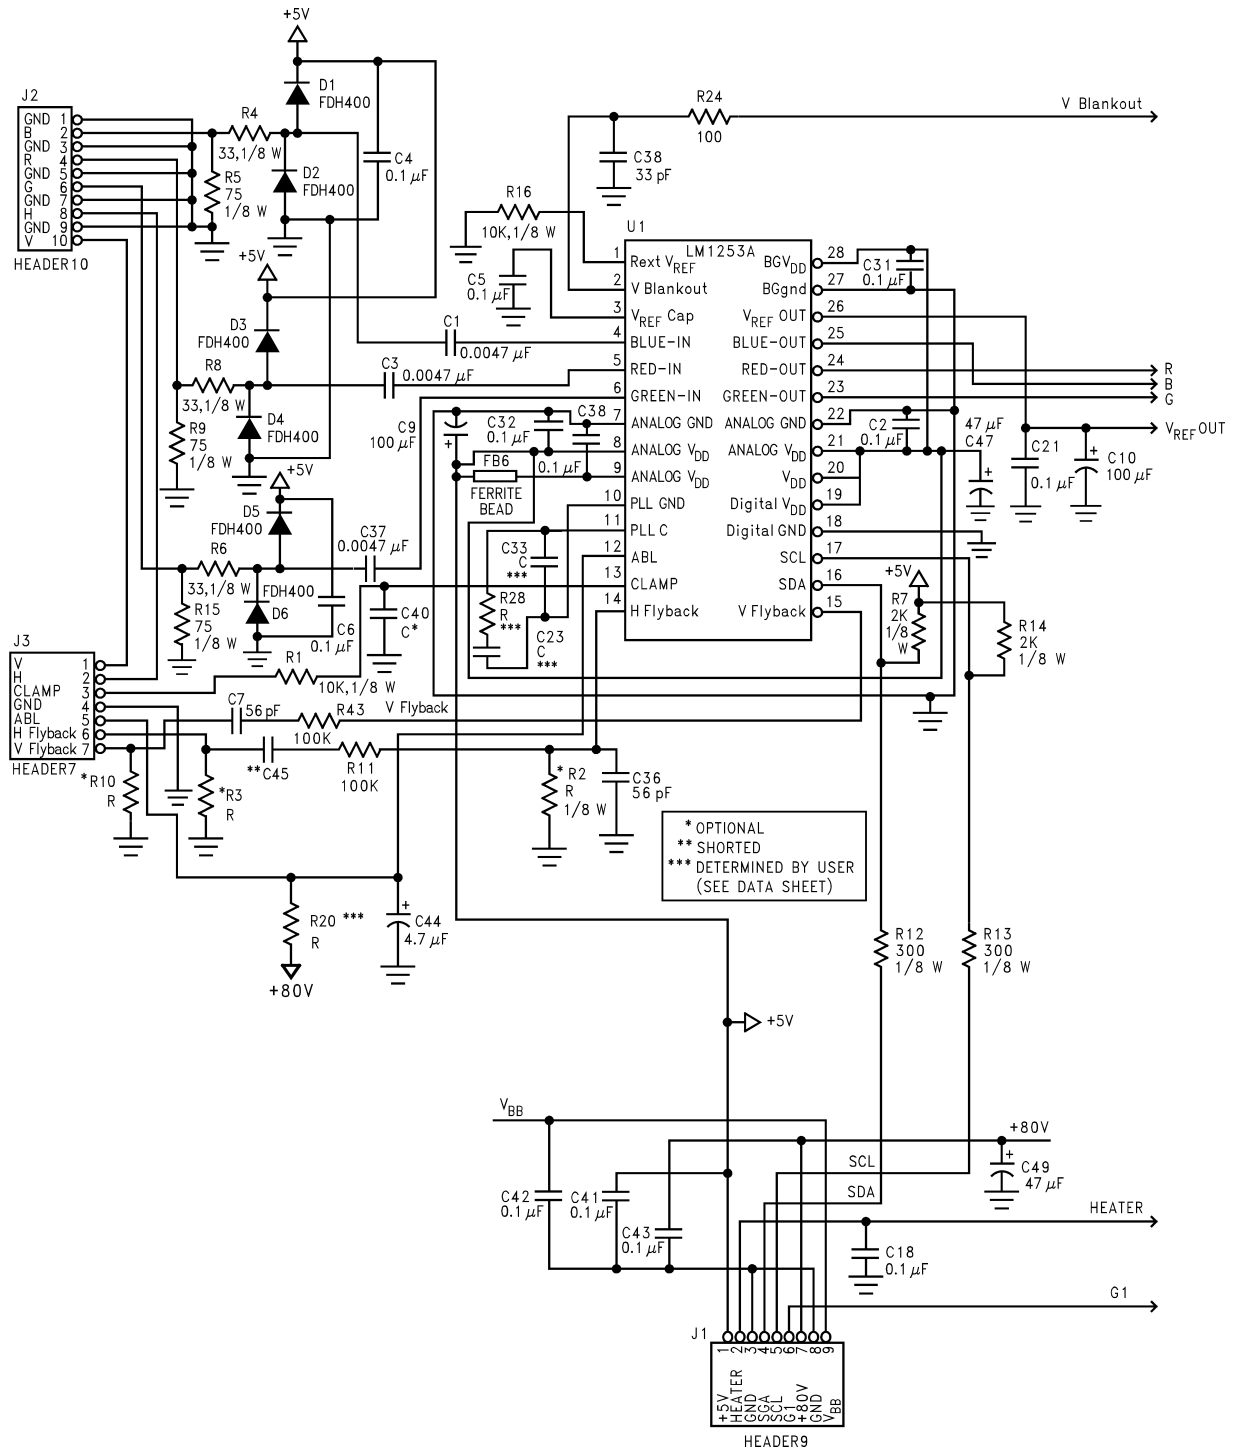 +5V
J2
GND 1
B 2
GND 3
R 4
GND 5
G 6
GND 7
H 8
GND 9
V 10
HEADER10
R4
33,1/8 W
R5
75
1/8 W
D1
FDH400
D2
FDH400
C4
0.1 μF
+5V
D3
FDH400
R8
33,1/8 W
R9
75
1/8 W
D4
FDH400
+5V
D5
FDH400
R6
33,1/8 W
R15
75
1/8 W
FDH400
D6
C6
0.1 μF
C37
0.0047 μF
C1
0.0047 μF
C3
0.0047 μF
C9
100 μF
+
C40
C*
R16
10K,1/8 W
C5
0.1 μF
C38
33 pF
R24
100
V Blankout
U1
LM1253A
1 Rext VREF
2 V Blankout
3 VREF Cap
4 BLUE-IN
5 RED-IN
6 GREEN-IN
7 ANALOG GND
8 ANALOG VDD
9 ANALOG VDD
10 PLL GND
11 PLL C
12 ABL
13 CLAMP
14 H Flyback
BGVDD 28
BGgnd 27
VREF OUT 26
BLUE-OUT 25
RED-OUT 24
GREEN-OUT 23
ANALOG GND 22
ANALOG VDD 21
VDD 20
Digital VDD 19
Digital GND 18
SCL 17
SDA 16
V Flyback 15
C32
0.1 μF
C38
0.1 μF
FB6
FERRITE
BEAD
C33
C
***
R28
R
***
C23
C
***
C31
0.1 μF
C2
0.1 μF
47 μF
C47
+
R
B
G
VREF OUT
C21
0.1 μF
+
C10
100 μF
+5V
R7
2K
1/8
W
R14
2K
1/8 W
J3
V 1
H 2
CLAMP 3
GND 4
ABL 5
H Flyback 6
V Flyback 7
HEADER7
R1
10K,1/8 W
C7
56 pF
R43
100K
V Flyback
**C45
R11
100K
*R10
R
*R3
R
* R2
R
1/8 W
C36
56 pF
* OPTIONAL
** SHORTED
*** DETERMINED BY USER
(SEE DATA SHEET)
R20 ***
R
+80V
+
C44
4.7 μF
R12
300
1/8 W
R13
300
1/8 W
+5V
VBB
+80V
SCL
SDA
+
C49
47 μF
C42
0.1 μF
C41
0.1 μF
C43
0.1 μF
HEATER
C18
0.1 μF
G1
J1
1 +5V
2 HEATER
3 GND
4 SGA
5 SCL
6 G1
7 +80V
8 GND
9 VBB
HEADER9